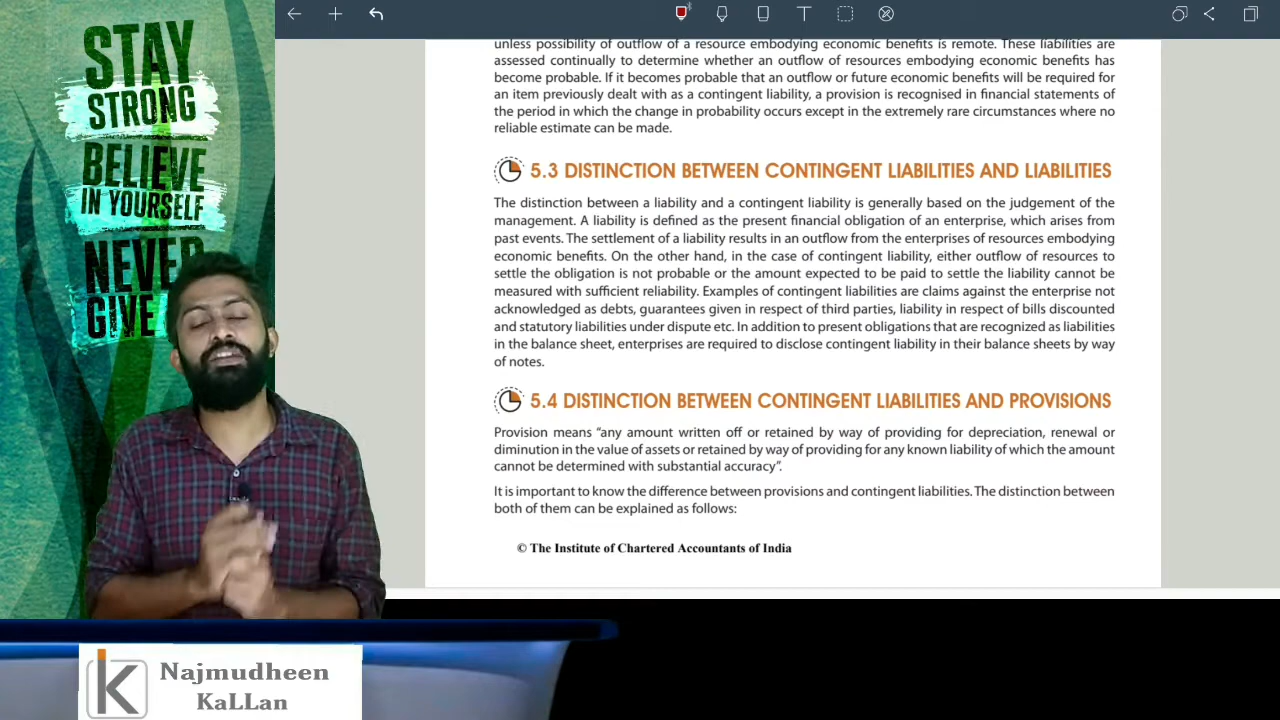 STAY
STRONG
BELIEVE
IN YOURSELF
NEVER
GIVE
unless possibility of outflow of a resource embodying economic benefits is remote. These liabilities are
assessed continually to determine whether an outflow of resources embodying economic benefits has
become probable. If it becomes probable that an outflow or future economic benefits will be required for
an item previously dealt with as a contingent liability, a provision is recognised in financial statements of
the period in which the change in probability occurs except in the extremely rare circumstances where no
reliable estimate can be made.
5.3 DISTINCTION BETWEEN CONTINGENT LIABILITIES AND LIABILITIES
The distinction between a liability and a contingent liability is generally based on the judgement of the
management. A liability is defined as the present financial obligation of an enterprise, which arises from
past events. The settlement of a liability results in an outflow from the enterprises of resources embodying
economic benefits. On the other hand, in the case of contingent liability, either outflow of resources to
settle the obligation is not probable or the amount expected to be paid to settle the liability cannot be
measured with sufficient reliability. Examples of contingent liabilities are claims against the enterprise not
acknowledged as debts, guarantees given in respect of third parties, liability in respect of bills discounted
and statutory liabilities under dispute etc. In addition to present obligations that are recognized as liabilities
in the balance sheet, enterprises are required to disclose contingent liability in their balance sheets by way
of notes.
5.4 DISTINCTION BETWEEN CONTINGENT LIABILITIES AND PROVISIONS
Provision means “any amount written off or retained by way of providing for depreciation, renewal or
diminution in the value of assets or retained by way of providing for any known liability of which the amount
cannot be determined with substantial accuracy”.
It is important to know the difference between provisions and contingent liabilities. The distinction between
both of them can be explained as follows:
© The Institute of Chartered Accountants of India
Najmudheen
KaLLan